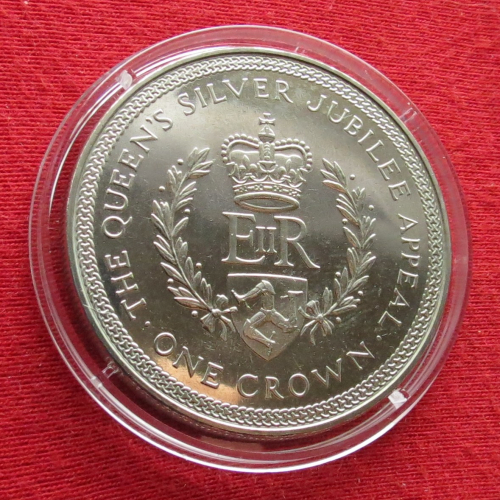 · THE QUEEN'S SILVER JUBILEE APPEAL ·
EIIR
ONE CROWN